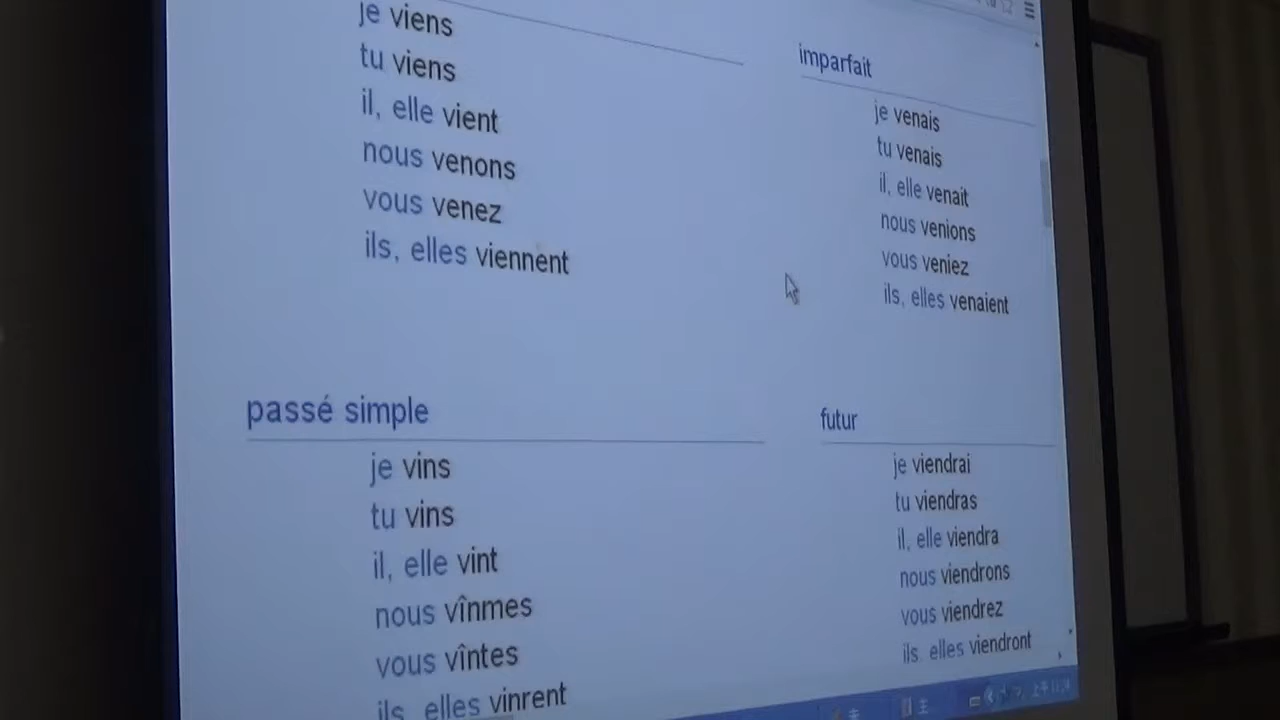 je viens
tu viens
il, elle vient
nous venons
vous venez
ils, elles viennent
imparfait
je venais
tu venais
il, elle venait
nous venions
vous veniez
ils, elles venaient
passé simple
je vins
tu vins
il, elle vint
nous vînmes
vous vîntes
ils, elles vinrent
futur
je viendrai
tu viendras
il, elle viendra
nous viendrons
vous viendrez
ils, elles viendront